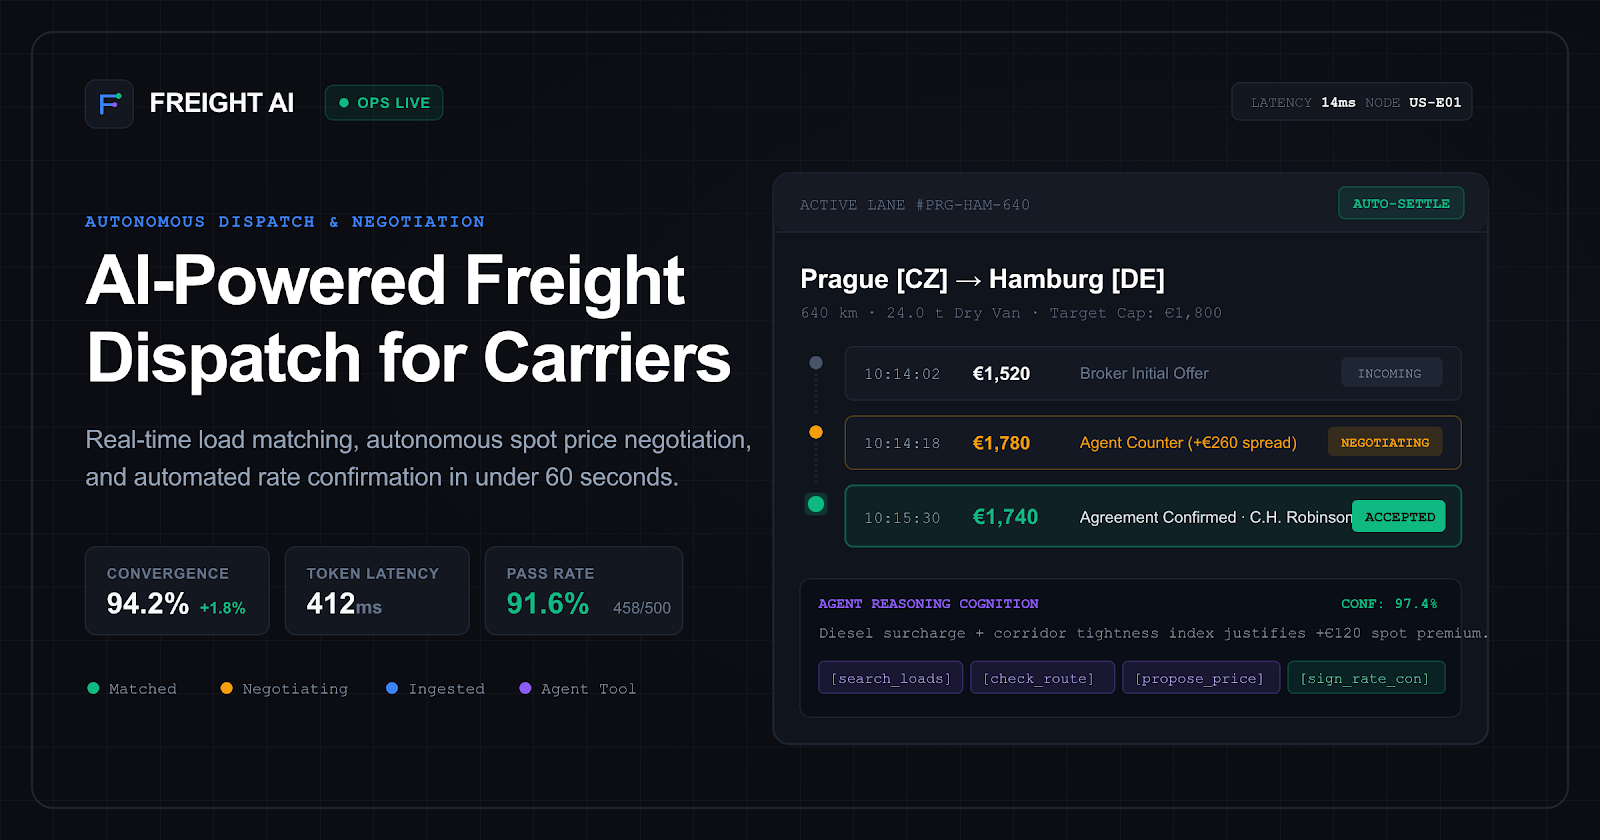 FREIGHT AI
OPS LIVE
LATENCY 14ms NODE US-E01
AUTONOMOUS DISPATCH & NEGOTIATION
AI-Powered Freight
Dispatch for Carriers
Real-time load matching, autonomous spot price negotiation,
and automated rate confirmation in under 60 seconds.
CONVERGENCE
94.2% +1.8%
TOKEN LATENCY
412ms
PASS RATE
91.6% 458/500
Matched
Negotiating
Ingested
Agent Tool
ACTIVE LANE #PRG-HAM-640
AUTO-SETTLE
Prague [CZ] → Hamburg [DE]
640 km · 24.0 t Dry Van · Target Cap: €1,800
10:14:02 €1,520 Broker Initial Offer INCOMING
10:14:18 €1,780 Agent Counter (+€260 spread) NEGOTIATING
10:15:30 €1,740 Agreement Confirmed · C.H. Robinson ACCEPTED
AGENT REASONING COGNITION
CONF: 97.4%
Diesel surcharge + corridor tightness index justifies +€120 spot premium.
[search_loads] [check_route] [propose_price] [sign_rate_con]